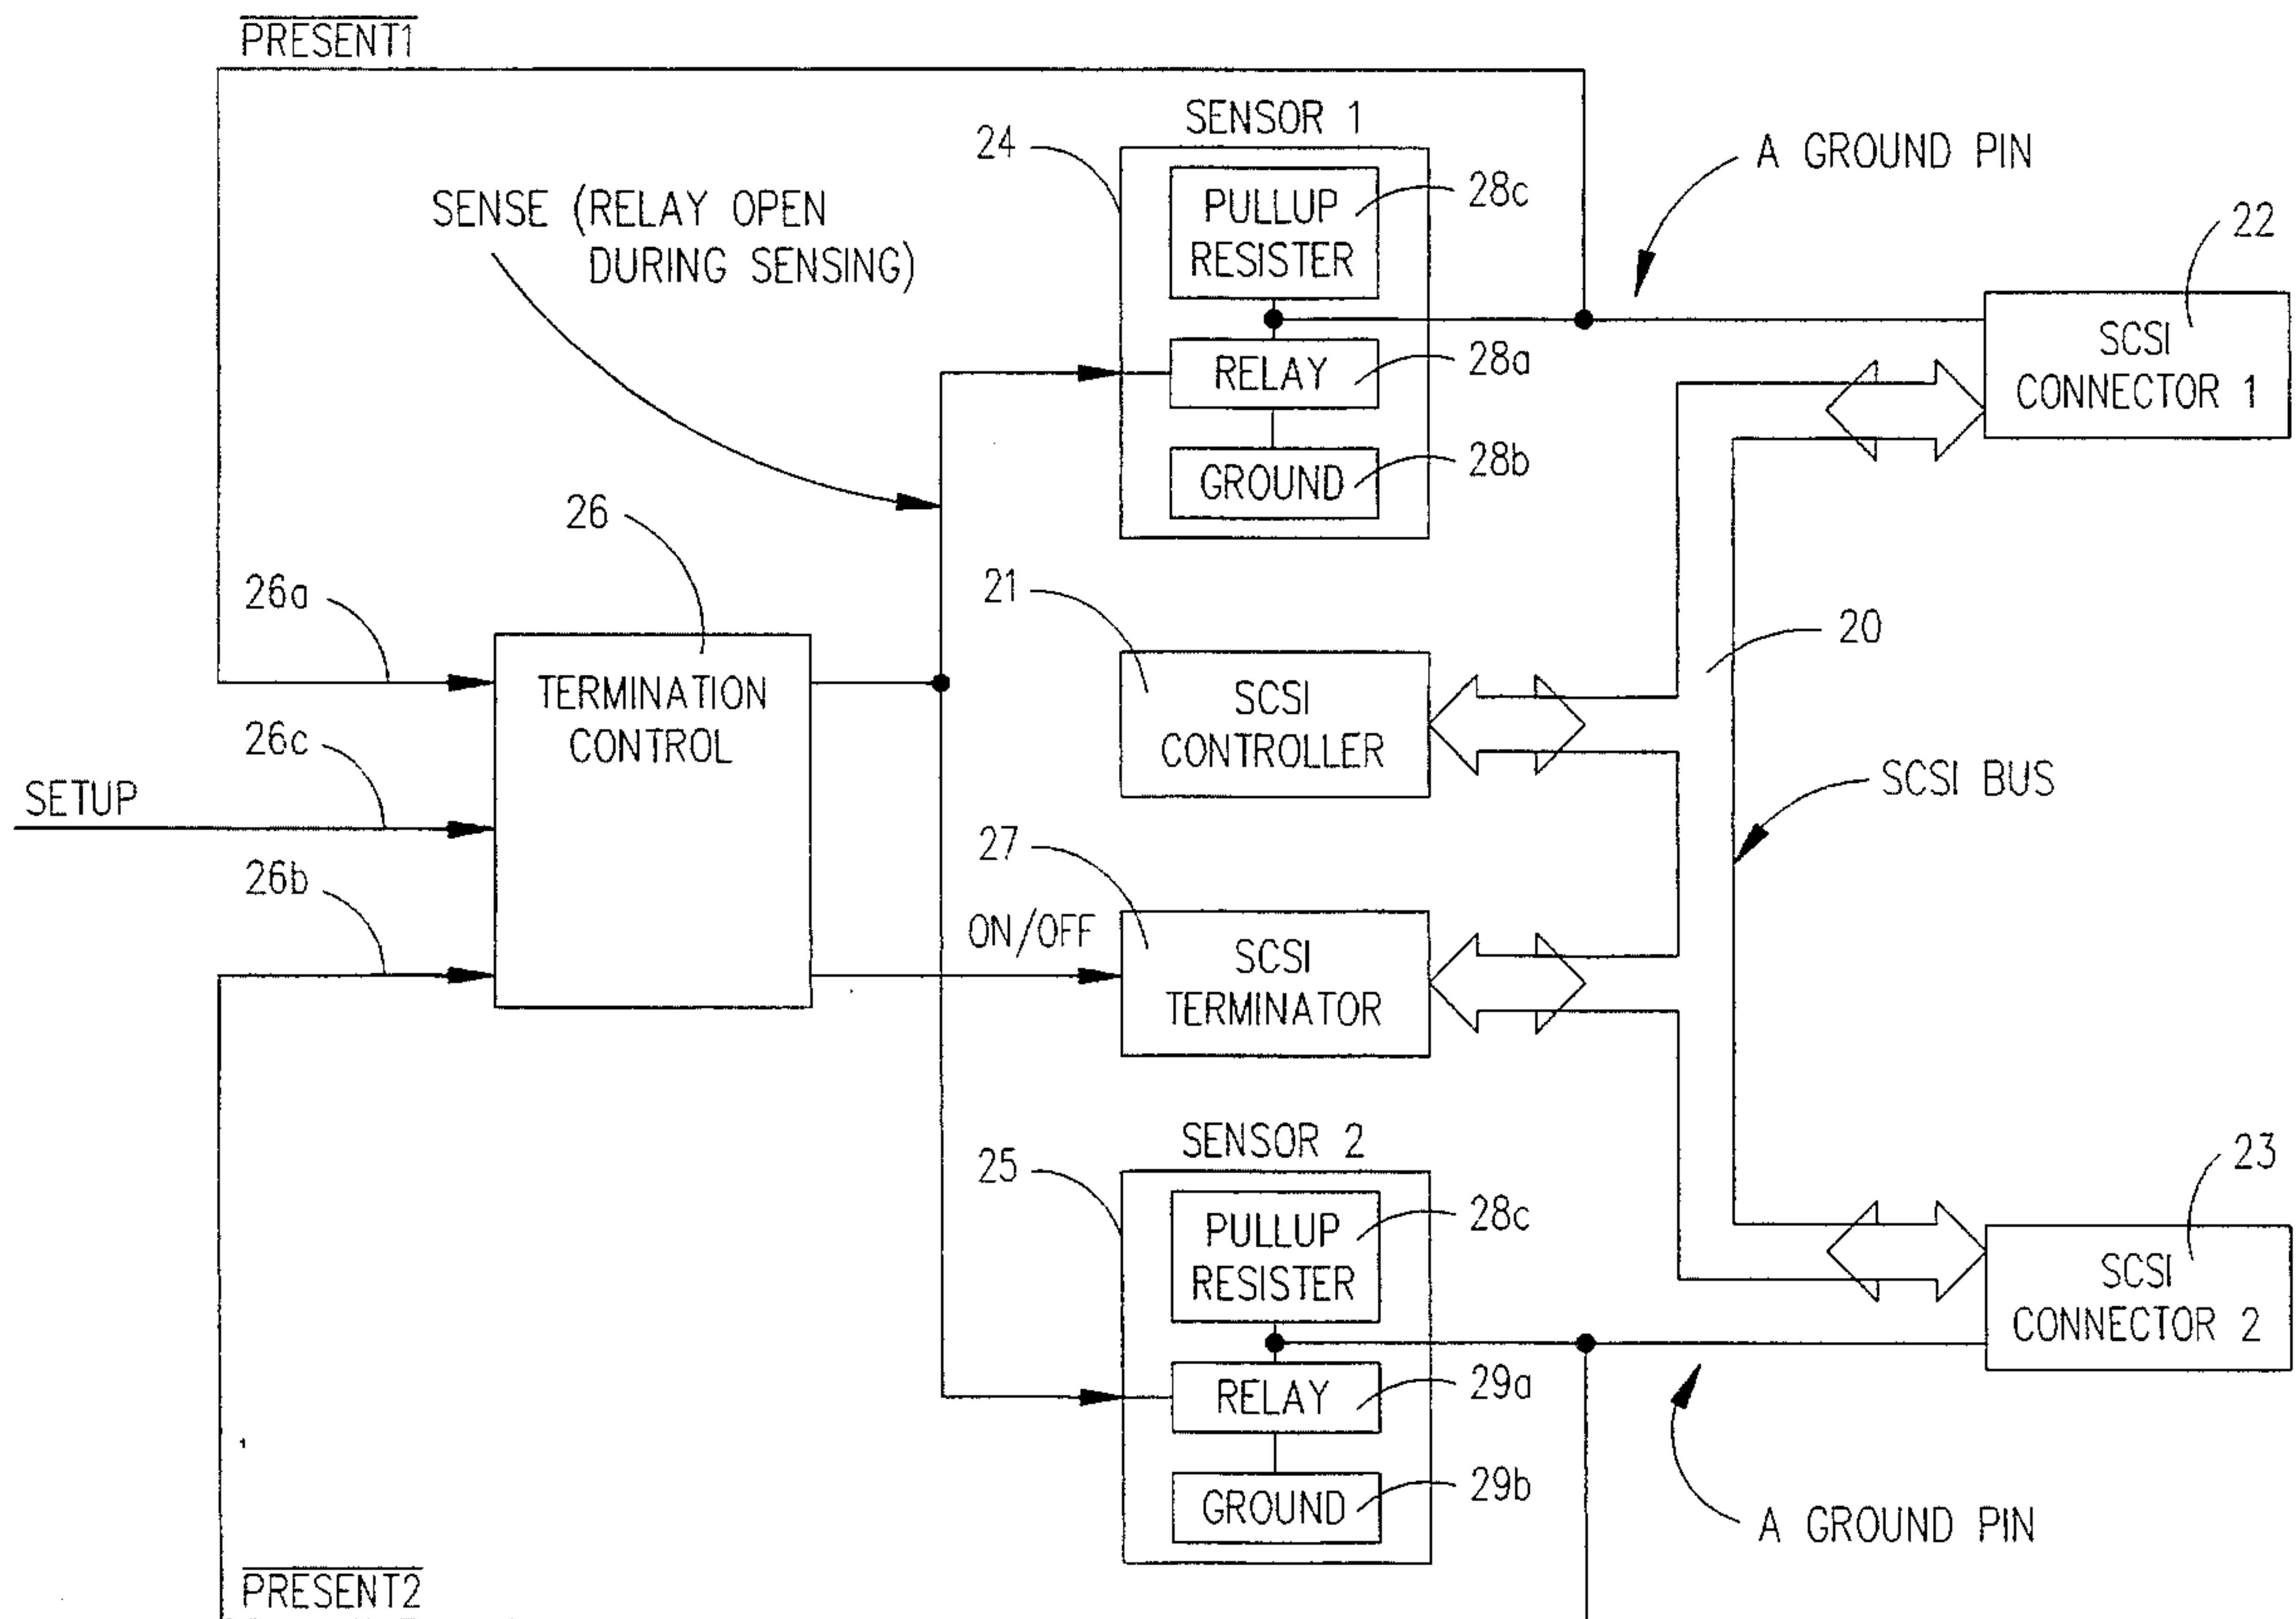 PRESENT1
SENSOR 1
24
A GROUND PIN
PULLUP
RESISTER
28c
SENSE (RELAY OPEN
DURING SENSING)
22
SCSI
CONNECTOR 1
RELAY
28a
GROUND
28b
26
26a
21
20
TERMINATION
CONTROL
SCSI
CONTROLLER
26c
SETUP
SCSI BUS
26b
27
ON/OFF
SCSI
TERMINATOR
SENSOR 2
25
23
PULLUP
RESISTER
28c
SCSI
CONNECTOR 2
RELAY
29a
GROUND
29b
A GROUND PIN
PRESENT2